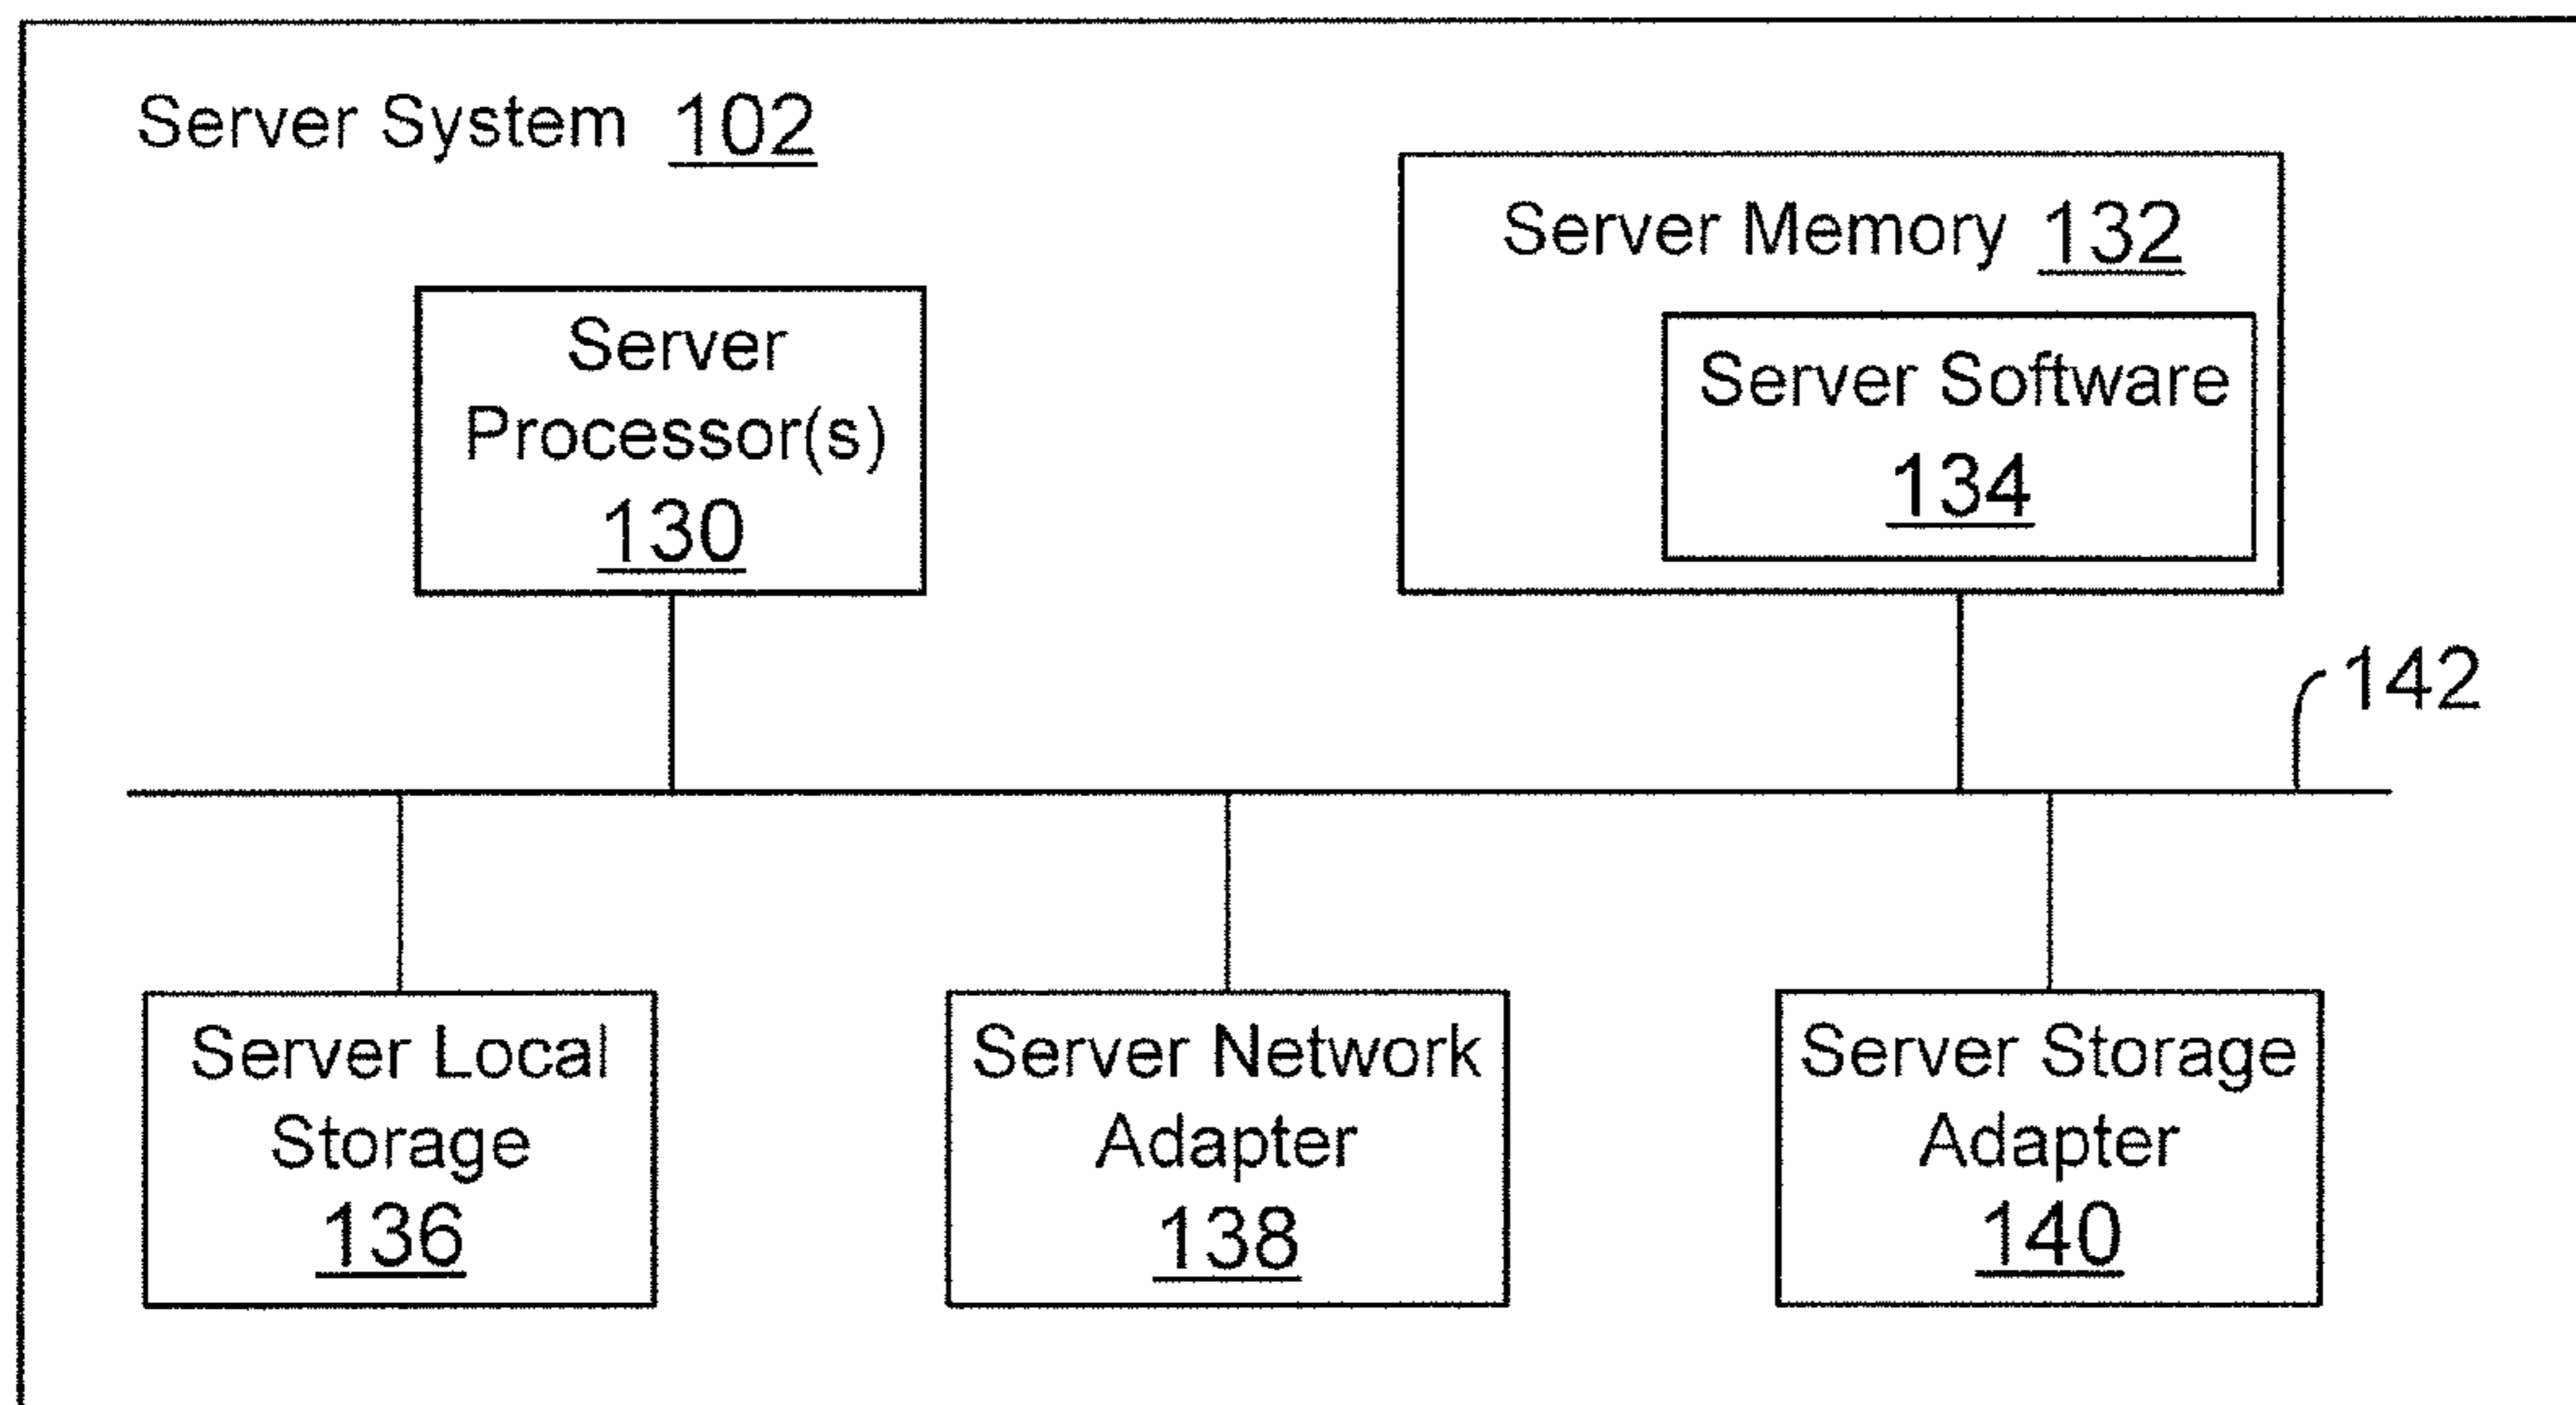 Server System 102
Server Memory 132
Server
Processor(s)
130
Server Software
134
142
Server Local
Storage
136
Server Network
Adapter
138
Server Storage
Adapter
140